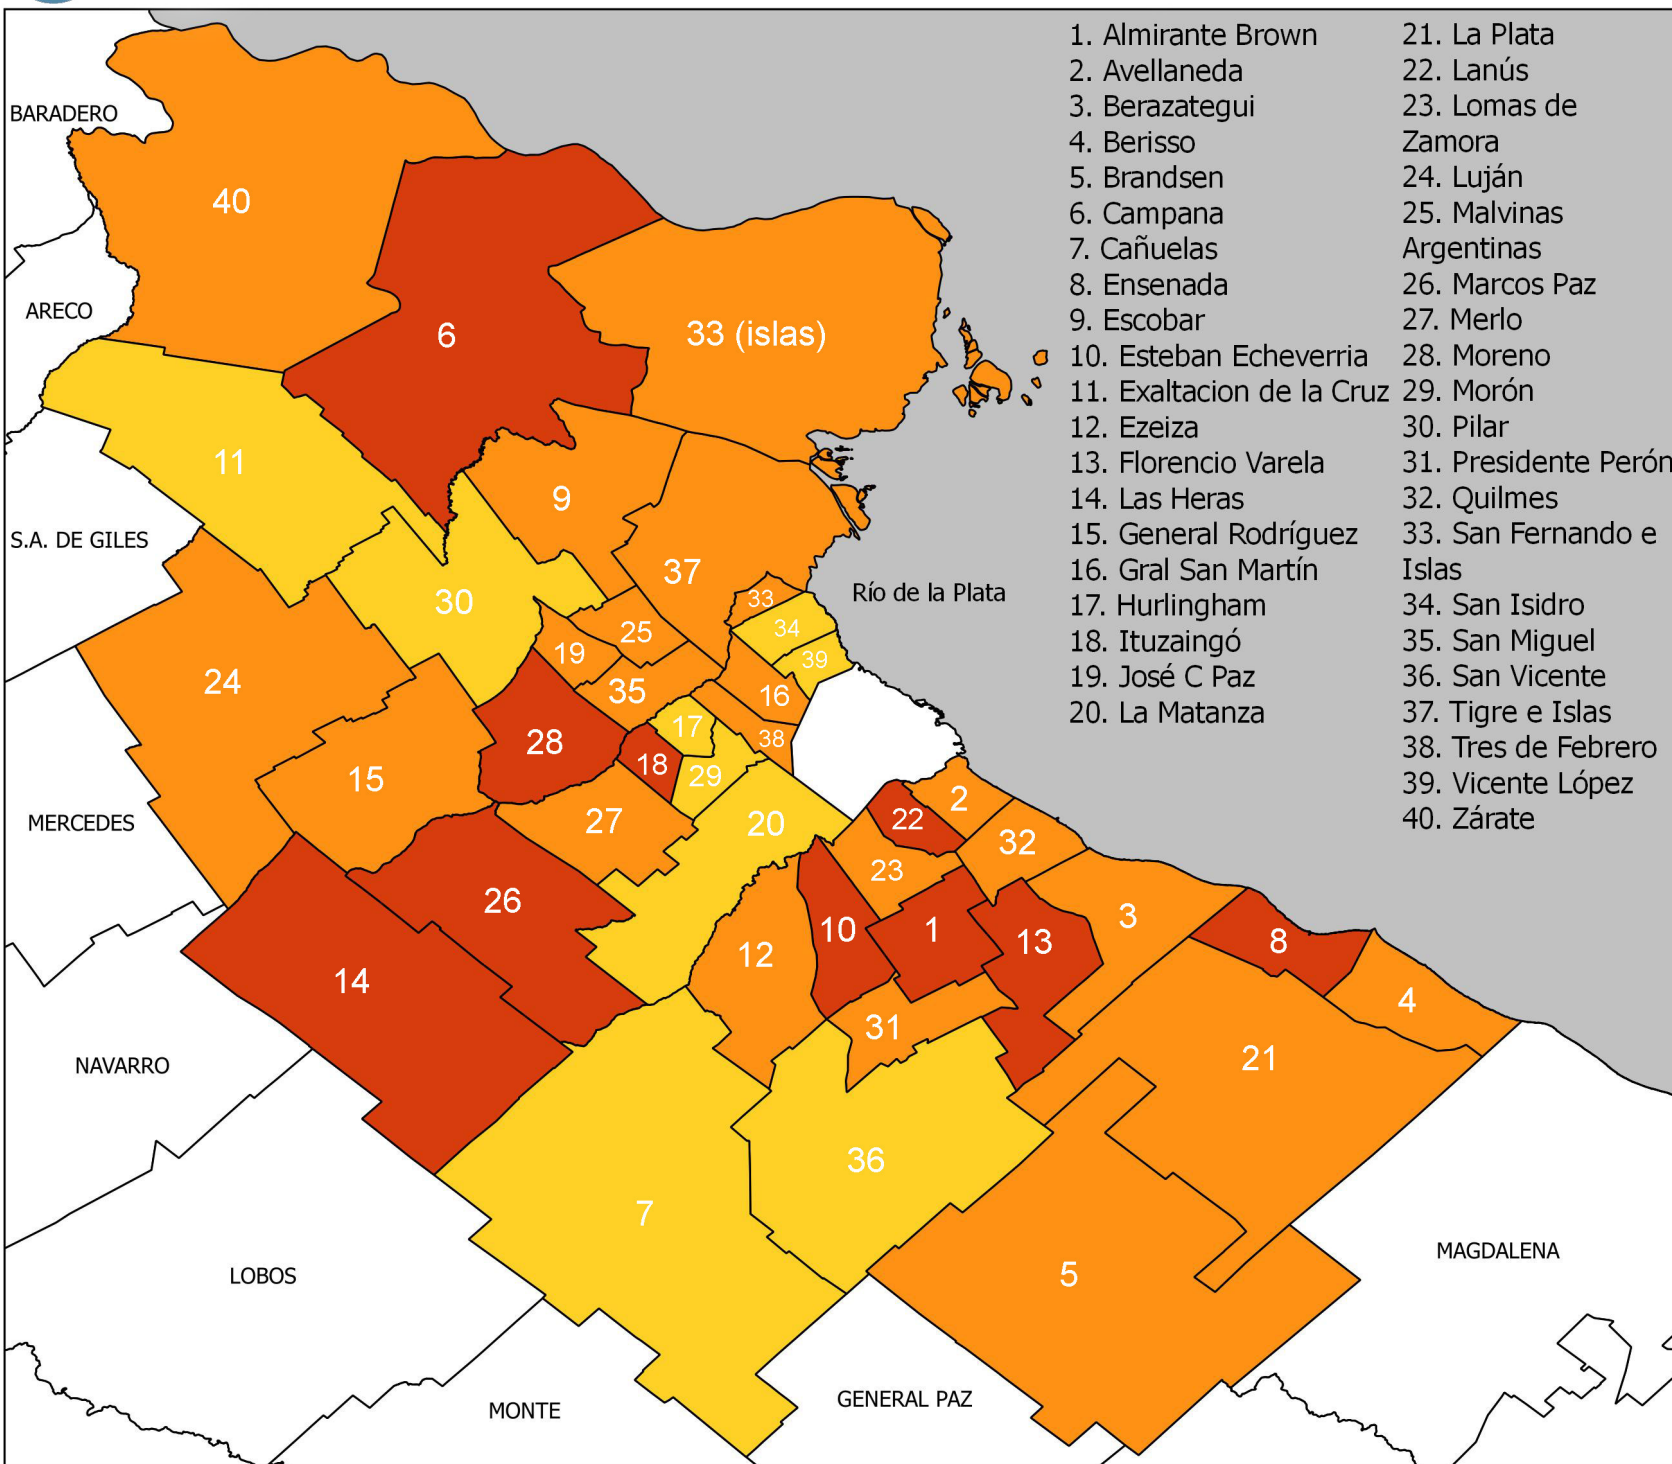 1. Almirante Brown
2. Avellaneda
3. Berazategui
4. Berisso
5. Brandsen
6. Campana
7. Cañuelas
8. Ensenada
9. Escobar
10. Esteban Echeverria
11. Exaltacion de la Cruz
12. Ezeiza
13. Florencio Varela
14. Las Heras
15. General Rodríguez
16. Gral San Martín
17. Hurlingham
18. Ituzaingó
19. José C Paz
20. La Matanza
21. La Plata
22. Lanús
23. Lomas de
Zamora
24. Luján
25. Malvinas
Argentinas
26. Marcos Paz
27. Merlo
28. Moreno
29. Morón
30. Pilar
31. Presidente Perón
32. Quilmes
33. San Fernando e
Islas
34. San Isidro
35. San Miguel
36. San Vicente
37. Tigre e Islas
38. Tres de Febrero
39. Vicente López
40. Zárate
BARADERO
40
ARECO
6
33 (islas)
11
9
S.A. DE GILES
37
Río de la Plata
30
33
25
34
19
39
24
35
16
17
38
28
18
29
15
2
MERCEDES
27
20
22
32
23
26
3
10
1
13
8
12
14
4
31
NAVARRO
21
36
7
LOBOS
5
MAGDALENA
MONTE
GENERAL PAZ